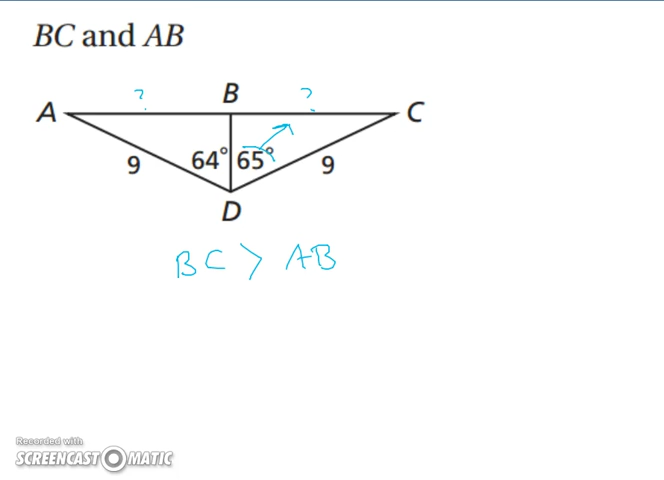 BC and AB
? B ?
A C
9 64° 65° 9
D
BC > AB
Recorded with
SCREENCAST-O-MATIC